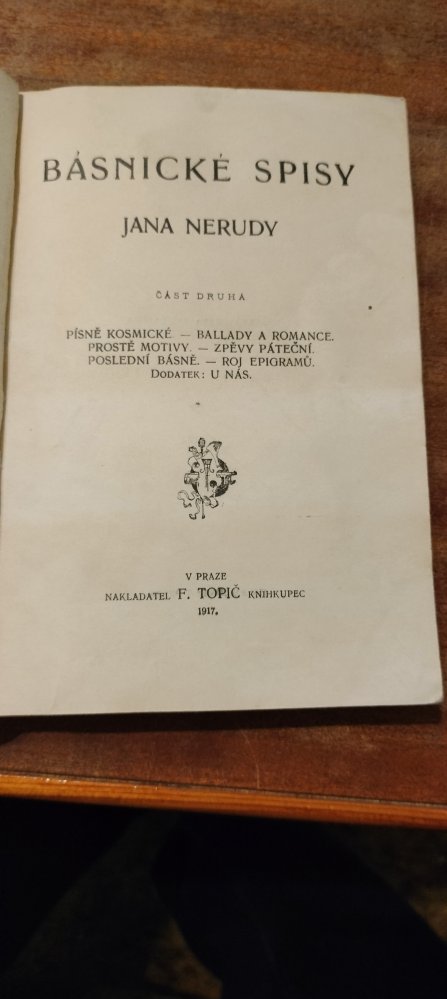 BÁSNICKÉ SPISY
JANA NERUDY
ČÁST DRUHÁ
PÍSNĚ KOSMICKÉ. — BALLADY A ROMANCE.
PROSTÉ MOTIVY. — ZPĚVY PÁTEČNÍ.
POSLEDNÍ BÁSNĚ. — ROJ EPIGRAMŮ.
DODATEK: U NÁS.
V PRAZE
NAKLADATEL F. TOPIČ KNIHKUPEC
1917.